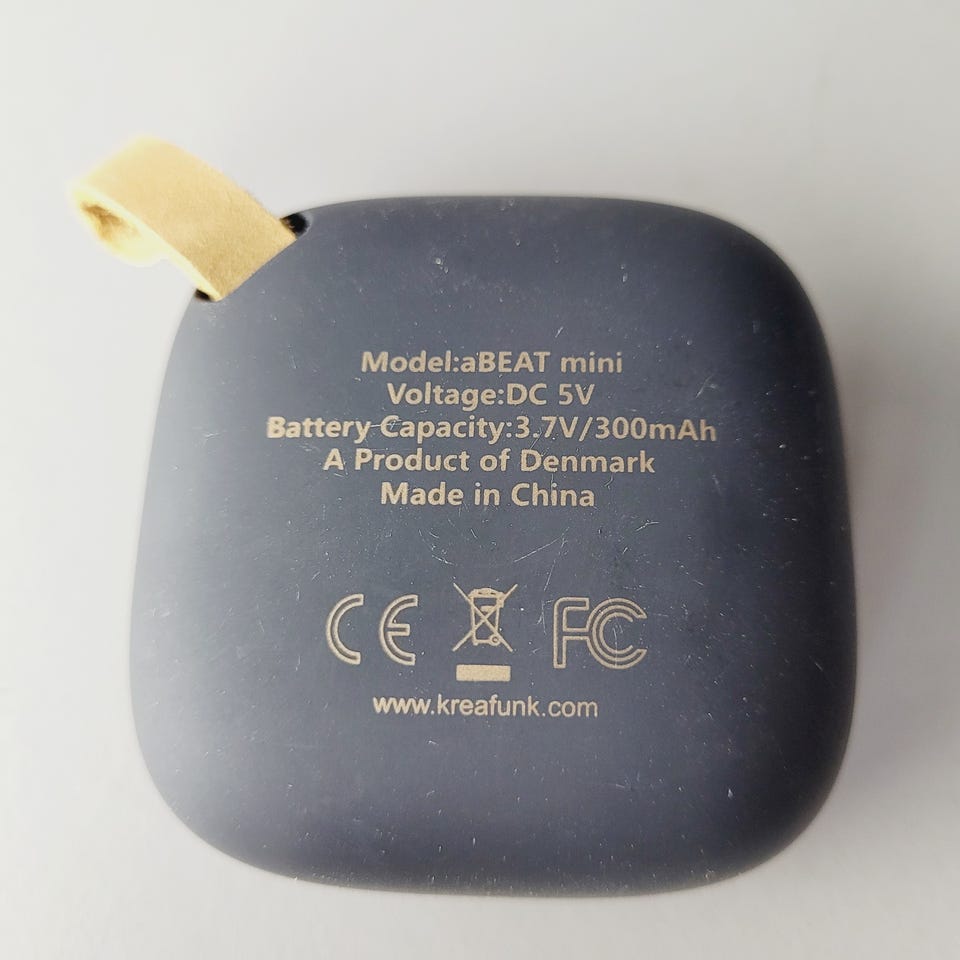 Model:aBEAT mini
Voltage:DC 5V
Battery Capacity:3.7V/300mAh
A Product of Denmark
Made in China
CE FC
www.kreafunk.com